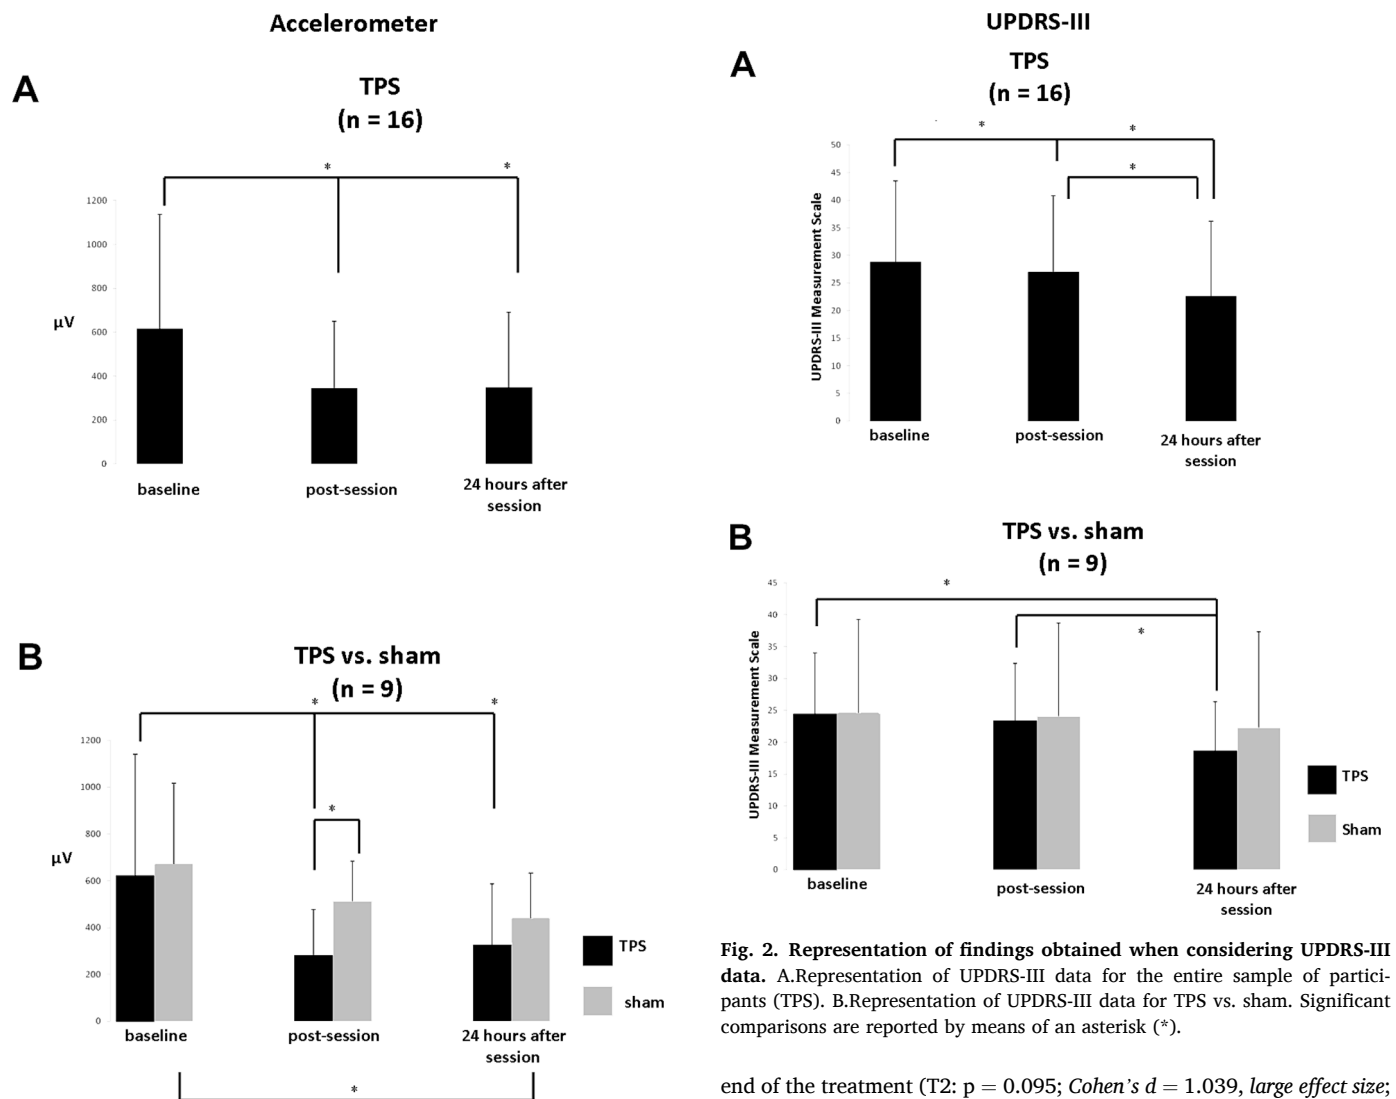 Accelerometer
A
TPS
(n = 16)
*
*
1200
1000
800
µV
600
400
200
0
baseline
post-session
24 hours after
session
B
TPS vs. sham
(n = 9)
*
*
1200
1000
*
800
µV
600
400
200
0
TPS
sham
baseline
post-session
24 hours after
session
*
UPDRS-III
A
TPS
(n = 16)
*
*
*
UPDRS-III Measurement Scale
50
45
40
35
30
25
20
15
10
5
0
baseline
post-session
24 hours after
session
B
TPS vs. sham
(n = 9)
*
*
UPDRS-III Measurement Scale
45
40
35
30
25
20
15
10
5
0
TPS
Sham
baseline
post-session
24 hours after
session
Fig. 2. Representation of findings obtained when considering UPDRS-III
data. A.Representation of UPDRS-III data for the entire sample of partici-
pants (TPS). B.Representation of UPDRS-III data for TPS vs. sham. Significant
comparisons are reported by means of an asterisk (*).
end of the treatment (T2: p = 0.095; Cohen's d = 1.039, large effect size;